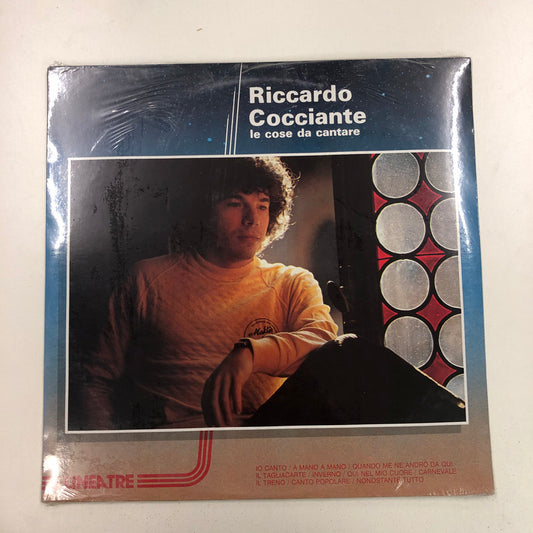 Riccardo
Cocciante
le cose da cantare
IO CANTO / A MANO A MANO / QUANDO ME NE ANDRÒ DA QUI
IL TAGLIACARTE / INVERNO / QUI NEL MIO CUORE / CARNEVALE
IL TRENO / CANTO POPOLARE / NONOSTANTE TUTTO
LINEATRE